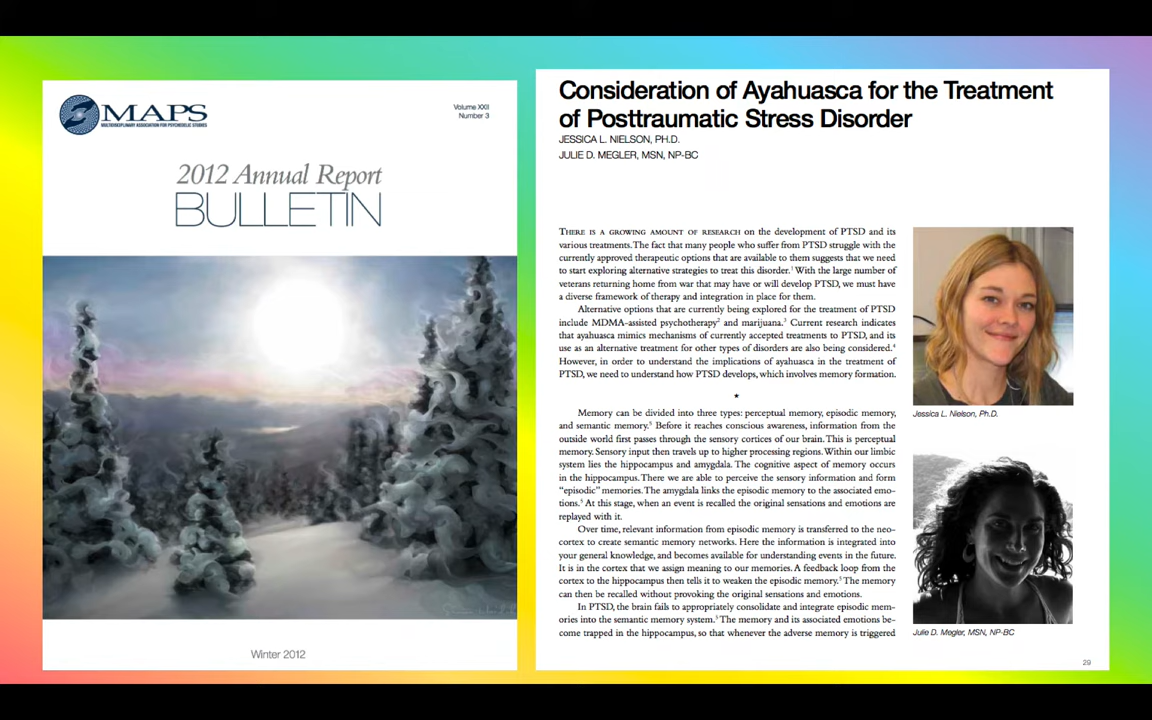 MAPS
MULTIDISCIPLINARY ASSOCIATION FOR PSYCHEDELIC STUDIES
Volume XXII
Number 3
2012 Annual Report
BULLETIN
Winter 2012
Consideration of Ayahuasca for the Treatment
of Posttraumatic Stress Disorder
JESSICA L. NIELSON, PH.D.
JULIE D. MEGLER, MSN, NP-BC
THERE IS A GROWING AMOUNT OF RESEARCH on the development of PTSD and its
various treatments. The fact that many people who suffer from PTSD struggle with the
currently approved therapeutic options that are available to them suggests that we need
to start exploring alternative strategies to treat this disorder.¹ With the large number of
veterans returning home from war that may have or will develop PTSD, we must have
a diverse framework of therapy and integration in place for them.
Alternative options that are currently being explored for the treatment of PTSD
include MDMA-assisted psychotherapy² and marijuana.³ Current research indicates
that ayahuasca mimics mechanisms of currently accepted treatments to PTSD, and its
use as an alternative treatment for other types of disorders are also being considered.⁴
However, in order to understand the implications of ayahuasca in the treatment of
PTSD, we need to understand how PTSD develops, which involves memory formation.
★
Memory can be divided into three types: perceptual memory, episodic memory,
and semantic memory.⁵ Before it reaches conscious awareness, information from the
outside world first passes through the sensory cortices of our brain. This is perceptual
memory. Sensory input then travels up to higher processing regions. Within our limbic
system lies the hippocampus and amygdala. The cognitive aspect of memory occurs
in the hippocampus. There we are able to perceive the sensory information and form
“episodic” memories. The amygdala links the episodic memory to the associated emo-
tions.⁵ At this stage, when an event is recalled the original sensations and emotions are
replayed with it.
Over time, relevant information from episodic memory is transferred to the neo-
cortex to create semantic memory networks. Here the information is integrated into
your general knowledge, and becomes available for understanding events in the future.
It is in the cortex that we assign meaning to our memories. A feedback loop from the
cortex to the hippocampus then tells it to weaken the episodic memory.⁵ The memory
can then be recalled without provoking the original sensations and emotions.
In PTSD, the brain fails to appropriately consolidate and integrate episodic mem-
ories into the semantic memory system.⁵ The memory and its associated emotions be-
come trapped in the hippocampus, so that whenever the adverse memory is triggered
Jessica L. Nielson, Ph.D.
Julie D. Megler, MSN, NP-BC
29